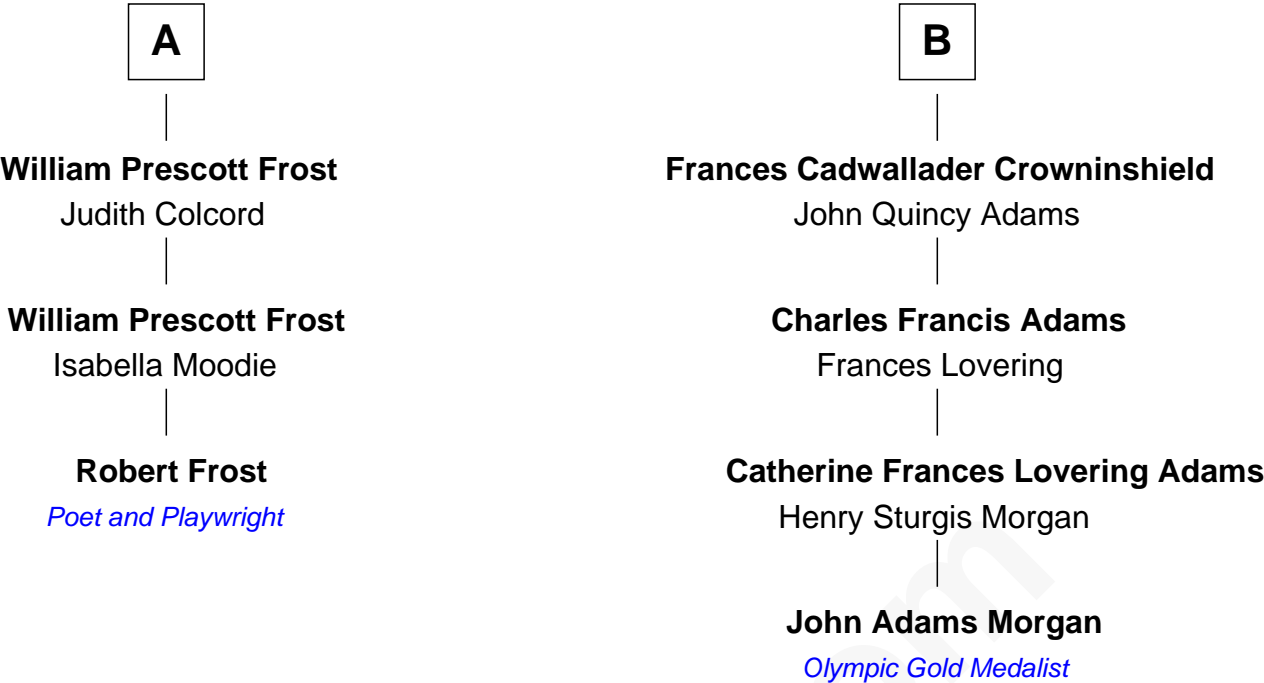 A
William Prescott Frost
Judith Colcord
William Prescott Frost
Isabella Moodie
Robert Frost
Poet and Playwright
B
Frances Cadwallader Crowninshield
John Quincy Adams
Charles Francis Adams
Frances Lovering
Catherine Frances Lovering Adams
Henry Sturgis Morgan
John Adams Morgan
Olympic Gold Medalist